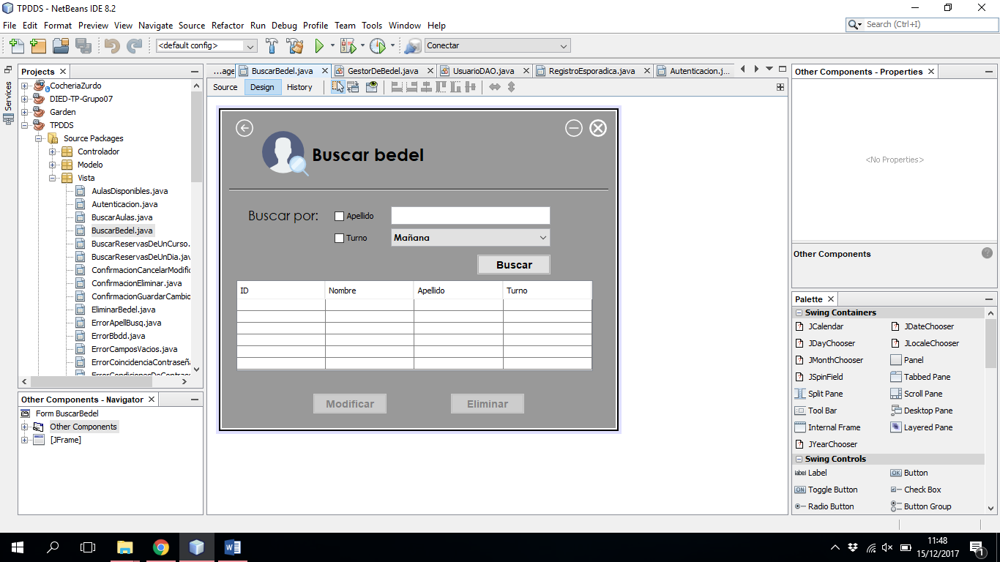 TPDDS - NetBeans IDE 8.2
File Edit Format Preview View Navigate Source Refactor Run Debug Profile Team Tools Window Help
Search (Ctrl+I)
<default config>
Conectar
Services
Projects
CocheriaZurdo
DIED-TP-Grupo07
Garden
TPDDS
Source Packages
Controlador
Modelo
Vista
AulasDisponibles.java
Autenticacion.java
BuscarAulas.java
BuscarBedel.java
BuscarReservasDeUnCurso.
BuscarReservasDeUnDia.jav
ConfirmacionCancelarModific
ConfirmacionEliminar.java
ConfirmacionGuardarCambio
EliminarBedel.java
ErrorApellBusq.java
ErrorBbdd.java
ErrorCamposVacios.java
ErrorCoincidenciaContraseña
ErrorCondicionesDeContrase
Other Components - Navigator
Form BuscarBedel
Other Components
[JFrame]
...age BuscarBedel.java GestorDeBedel.java UsuarioDAO.java RegistroEsporadica.java Autenticacion.j...
Source Design History
Buscar bedel
Buscar por:
Apellido
Turno
Mañana
Buscar
ID Nombre Apellido Turno
Modificar Eliminar
Other Components - Properties
<No Properties>
Other Components
?
Palette
Swing Containers
JCalendar JDateChooser
JDayChooser JLocaleChooser
JMonthChooser Panel
JSpinField Tabbed Pane
Split Pane Scroll Pane
Tool Bar Desktop Pane
Internal Frame Layered Pane
JYearChooser
Swing Controls
label Label OK Button
ON Toggle Button Check Box
Radio Button Button Group
11:48
15/12/2017
1